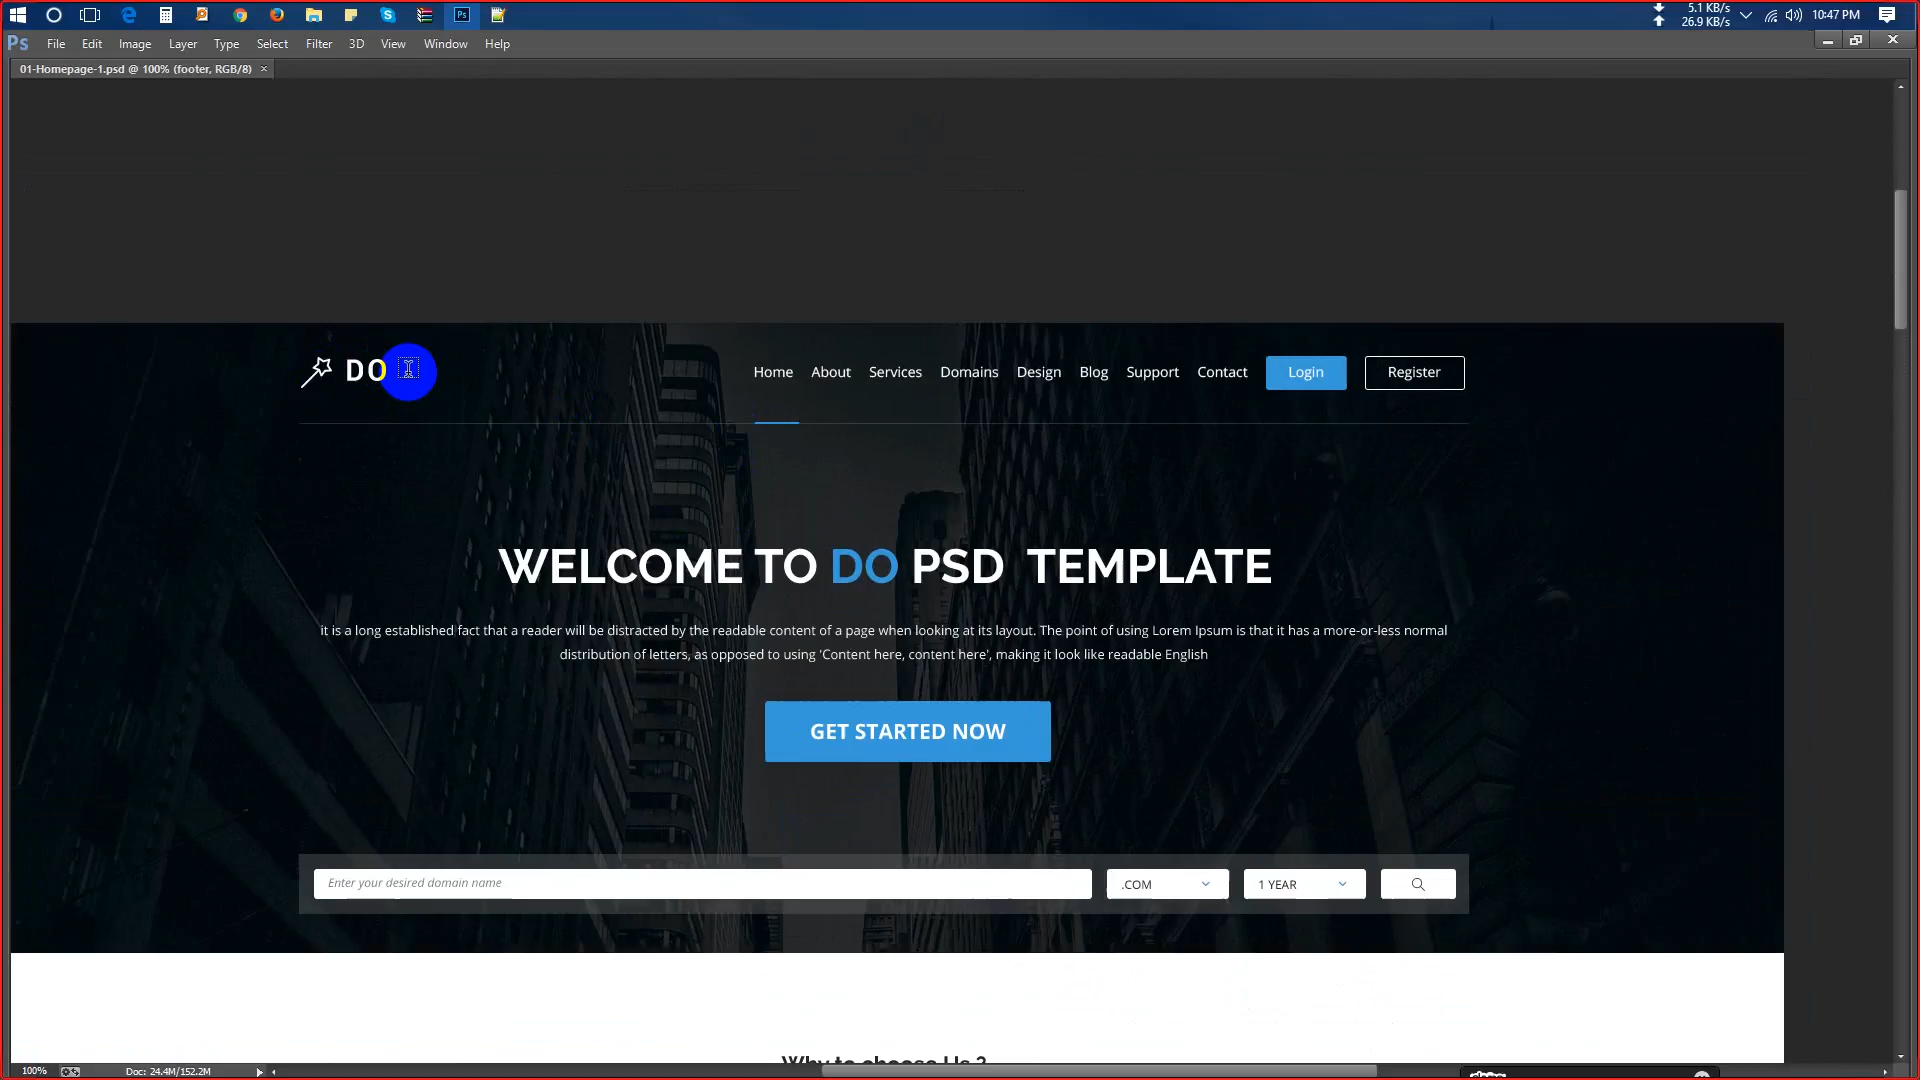 5.1 KB/s
26.9 KB/s
10:47 PM
Ps
Ps File Edit Image Layer Type Select Filter 3D View Window Help
01-Homepage-1.psd @ 100% (footer, RGB/8) ×
DO
Home About Services Domains Design Blog Support Contact Login Register
WELCOME TO DO PSD TEMPLATE
it is a long established fact that a reader will be distracted by the readable content of a page when looking at its layout. The point of using Lorem Ipsum is that it has a more-or-less normal
distribution of letters, as opposed to using 'Content here, content here', making it look like readable English
GET STARTED NOW
Enter your desired domain name .COM 1 YEAR
Why to choose Us ?
100% Doc: 24.4M/152.2M